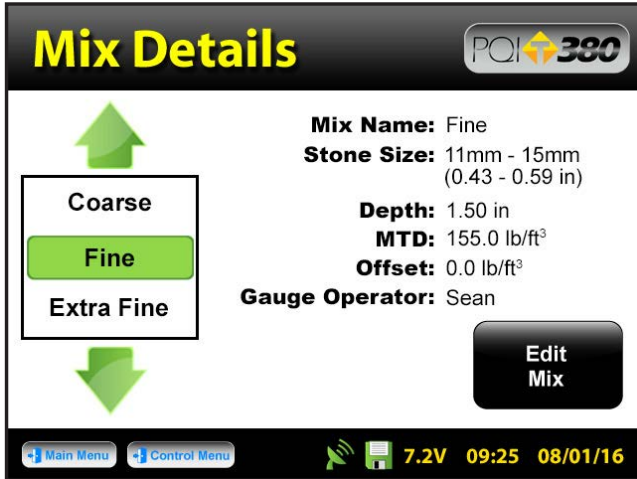 Mix Details
PQI T 380
Coarse
Fine
Extra Fine
Mix Name: Fine
Stone Size: 11mm - 15mm
(0.43 - 0.59 in)
Depth: 1.50 in
MTD: 155.0 lb/ft³
Offset: 0.0 lb/ft³
Gauge Operator: Sean
Edit
Mix
Main Menu Control Menu 7.2V 09:25 08/01/16